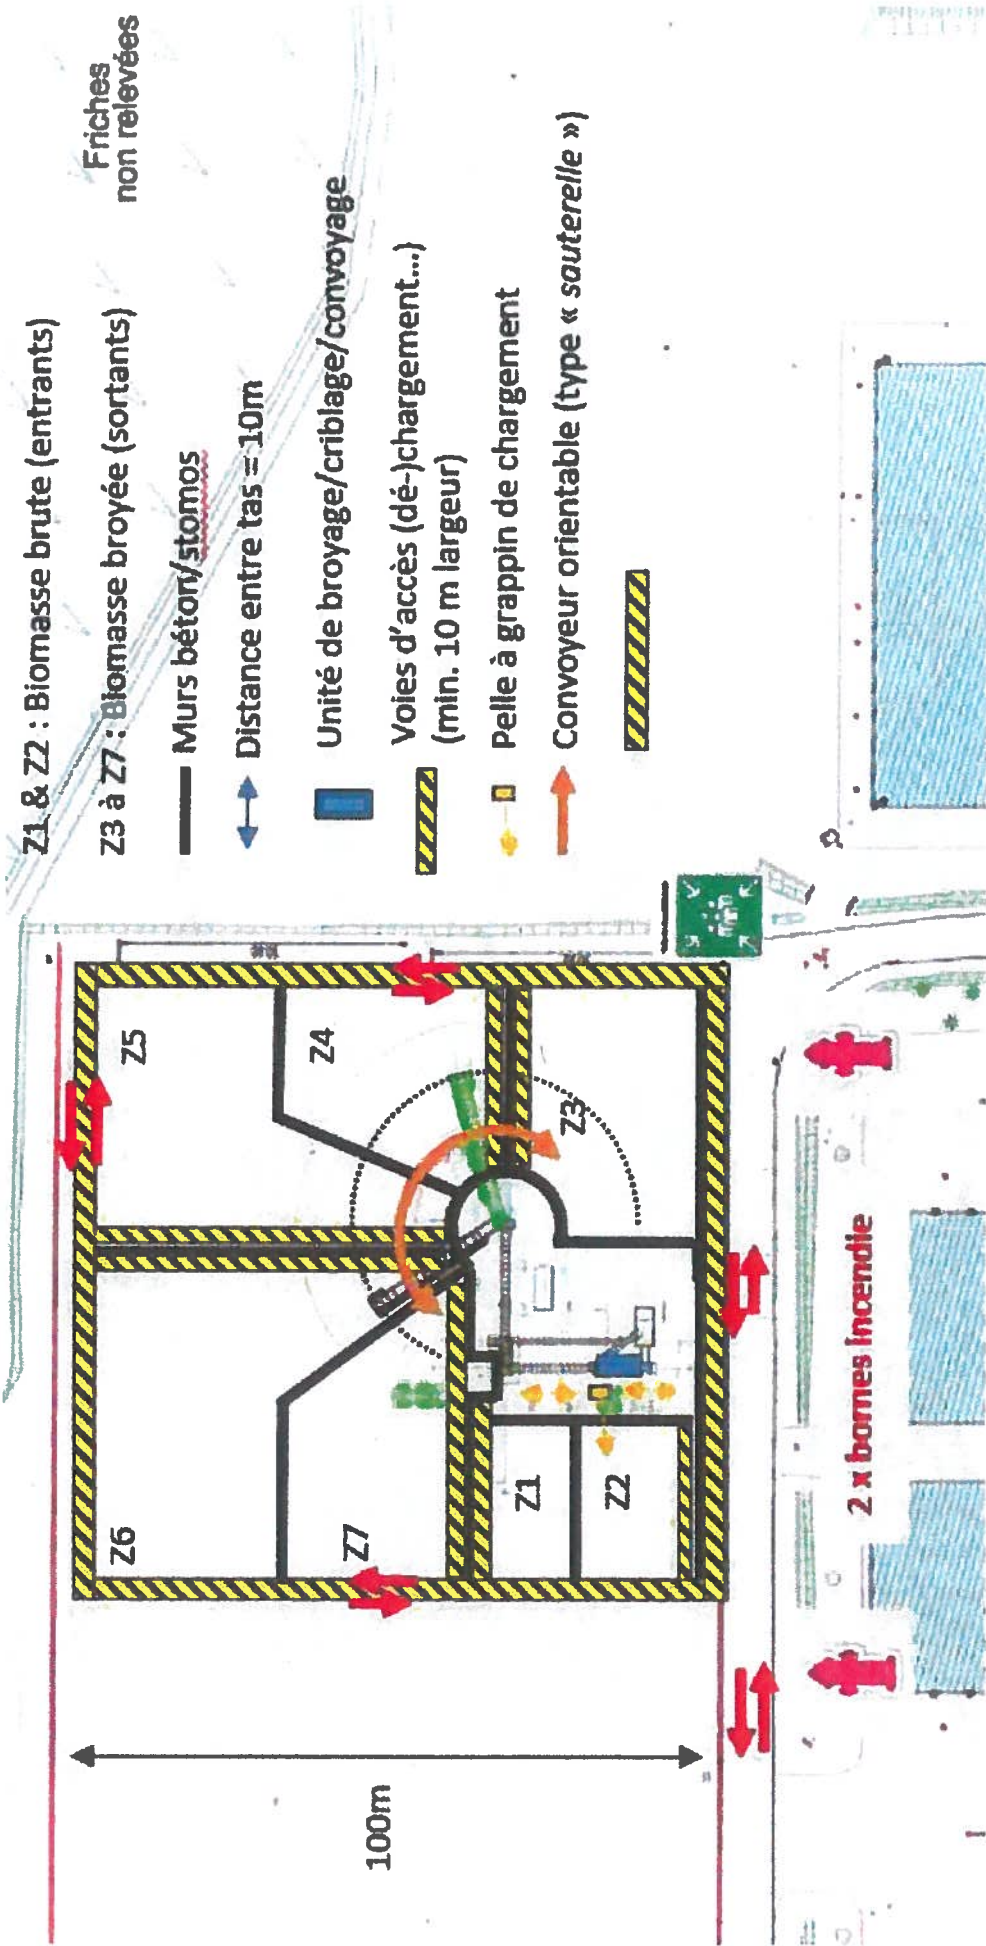 Friches
non relevées
Z1 & Z2 : Biomasse brute (entrants)
Z3 à Z7 : Biomasse broyée (sortants)
Murs béton/stomos
Distance entre tas = 10m
Unité de broyage/criblage/convoyage
Voies d'accès (dé-)chargement...)
(min. 10 m largeur)
Pelle à grappin de chargement
Convoyeur orientable (type « sauterelle »)
Z6
Z5
Z7
Z4
Z1
Z2
Z3
100m
2 x bornes incendie